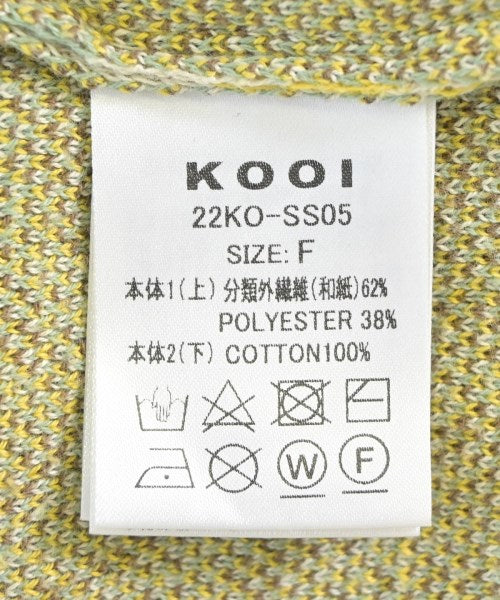 KOOI
22KO-SS05
SIZE: F
本体1(上) 分類外繊維(和紙)62%
POLYESTER 38%
本体2(下) COTTON100%
W F